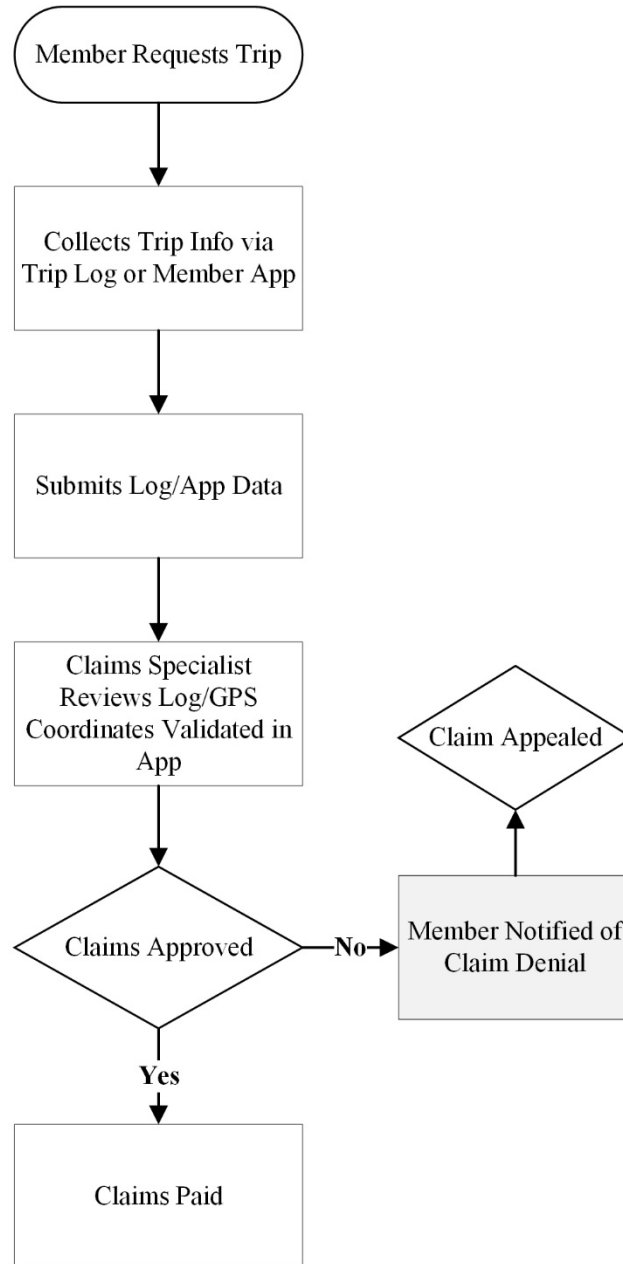 Member Requests Trip
Collects Trip Info via
Trip Log or Member App
Submits Log/App Data
Claims Specialist
Reviews Log/GPS
Coordinates Validated in
App
Claim Appealed
Claims Approved
No
Member Notified of
Claim Denial
Yes
Claims Paid